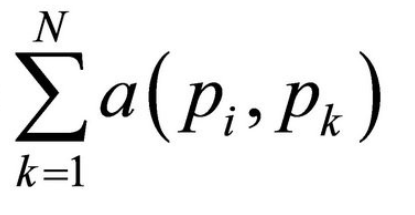 N
∑ a(p_i, p_k)
k=1